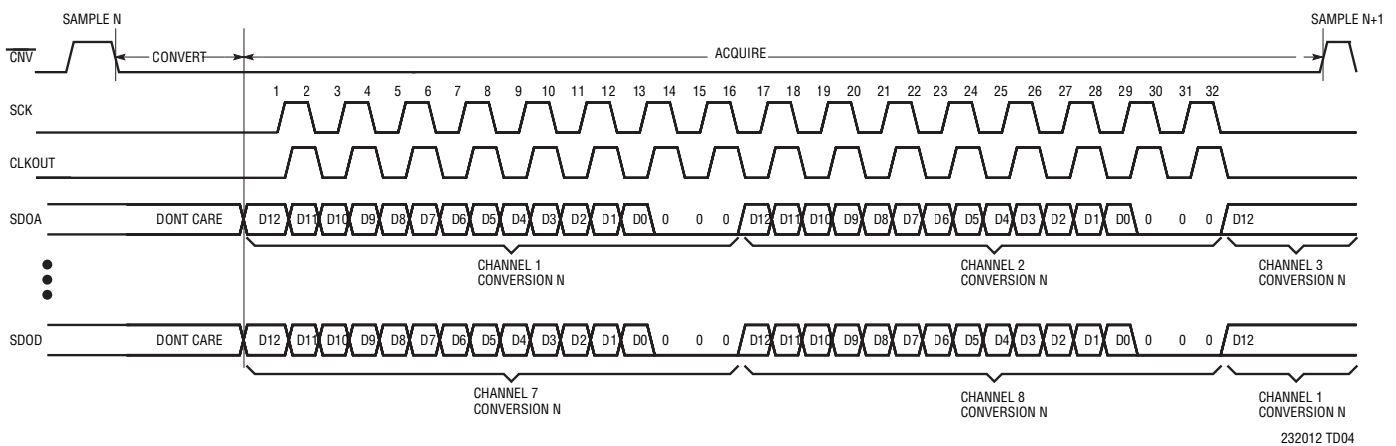 SAMPLE N
SAMPLE N+1
CNV
CONVERT
ACQUIRE
1 2 3 4 5 6 7 8 9 10 11 12 13 14 15 16 17 18 19 20 21 22 23 24 25 26 27 28 29 30 31 32
SCK
CLKOUT
SDOA DONT CARE D12 D11 D10 D9 D8 D7 D6 D5 D4 D3 D2 D1 D0 0 0 0 D12 D11 D10 D9 D8 D7 D6 D5 D4 D3 D2 D1 D0 0 0 0 D12
CHANNEL 1
CONVERSION N
CHANNEL 2
CONVERSION N
CHANNEL 3
CONVERSION N
SDOD DONT CARE D12 D11 D10 D9 D8 D7 D6 D5 D4 D3 D2 D1 D0 0 0 0 D12 D11 D10 D9 D8 D7 D6 D5 D4 D3 D2 D1 D0 0 0 0 D12
CHANNEL 7
CONVERSION N
CHANNEL 8
CONVERSION N
CHANNEL 1
CONVERSION N
232012 TD04